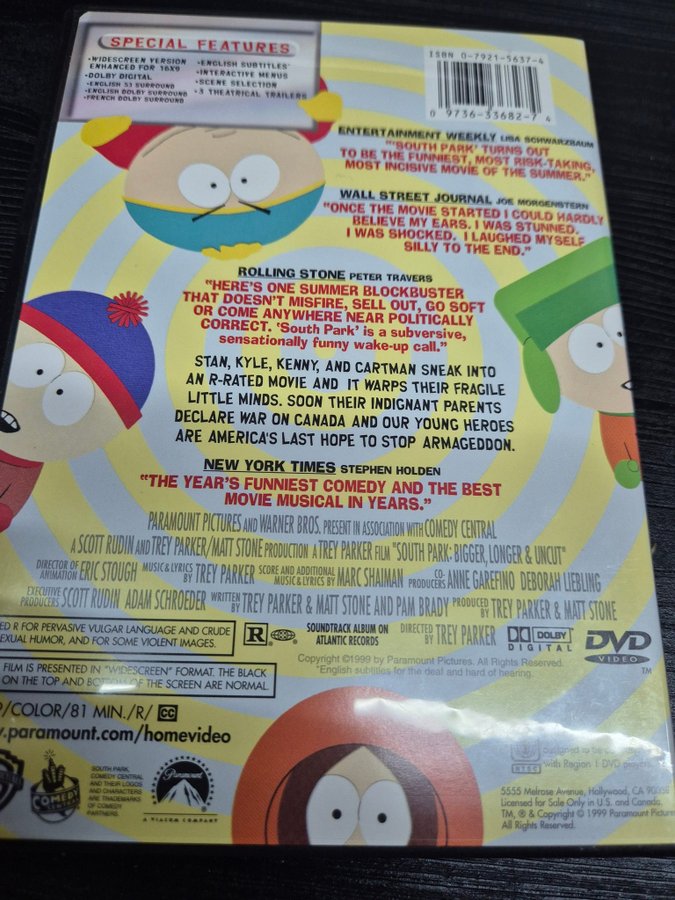 SPECIAL FEATURES
•WIDESCREEN VERSION
ENHANCED FOR 16X9
•DOLBY DIGITAL
•ENGLISH 5.1 SURROUND
•ENGLISH DOLBY SURROUND
•FRENCH DOLBY SURROUND
•ENGLISH SUBTITLES*
•INTERACTIVE MENUS
•SCENE SELECTION
•3 THEATRICAL TRAILERS
ISBN 0-7921-5637-4
0 9736-33682-7 4
ENTERTAINMENT WEEKLY LISA SCHWARZBAUM
"'SOUTH PARK' TURNS OUT
TO BE THE FUNNIEST, MOST RISK-TAKING,
MOST INCISIVE MOVIE OF THE SUMMER."
WALL STREET JOURNAL JOE MORGENSTERN
"ONCE THE MOVIE STARTED I COULD HARDLY
BELIEVE MY EARS. I WAS STUNNED.
I WAS SHOCKED. I LAUGHED MYSELF
SILLY TO THE END."
ROLLING STONE PETER TRAVERS
"HERE'S ONE SUMMER BLOCKBUSTER
THAT DOESN'T MISFIRE, SELL OUT, GO SOFT
OR COME ANYWHERE NEAR POLITICALLY
CORRECT. 'South Park' is a subversive,
sensationally funny wake-up call."
STAN, KYLE, KENNY, AND CARTMAN SNEAK INTO
AN R-RATED MOVIE AND IT WARPS THEIR FRAGILE
LITTLE MINDS. SOON THEIR INDIGNANT PARENTS
DECLARE WAR ON CANADA AND OUR YOUNG HEROES
ARE AMERICA'S LAST HOPE TO STOP ARMAGEDDON.
NEW YORK TIMES STEPHEN HOLDEN
"THE YEAR'S FUNNIEST COMEDY AND THE BEST
MOVIE MUSICAL IN YEARS."
PARAMOUNT PICTURES AND WARNER BROS. PRESENT IN ASSOCIATION WITH COMEDY CENTRAL
A SCOTT RUDIN AND TREY PARKER/MATT STONE PRODUCTION A TREY PARKER FILM "SOUTH PARK: BIGGER, LONGER & UNCUT"
DIRECTOR OF ANIMATION ERIC STOUGH MUSIC & LYRICS BY TREY PARKER SCORE AND ADDITIONAL MUSIC & LYRICS BY MARC SHAIMAN CO-PRODUCERS ANNE GAREFINO DEBORAH LIEBLING
EXECUTIVE PRODUCERS SCOTT RUDIN ADAM SCHROEDER WRITTEN BY TREY PARKER & MATT STONE AND PAM BRADY PRODUCED BY TREY PARKER & MATT STONE
ED R FOR PERVASIVE VULGAR LANGUAGE AND CRUDE
EXUAL HUMOR, AND FOR SOME VIOLENT IMAGES.
R
SOUNDTRACK ALBUM ON
ATLANTIC RECORDS
DIRECTED BY TREY PARKER
DOLBY
DIGITAL
DVD
VIDEO
TM
Copyright ©1999 by Paramount Pictures. All Rights Reserved.
*English subtitles for the deaf and hard of hearing.
FILM IS PRESENTED IN "WIDESCREEN" FORMAT. THE BLACK
ON THE TOP AND BOTTOM OF THE SCREEN ARE NORMAL.
/COLOR/81 MIN./R/ CC
.paramount.com/homevideo
SOUTH PARK,
COMEDY CENTRAL
AND THEIR LOGOS
AND CHARACTERS
ARE TRADEMARKS
OF COMEDY
PARTNERS
COMEDY
CENTRAL
Paramount
A VIACOM COMPANY
1
NTSC
Designed to be
with Region 1 DVD players.
5555 Melrose Avenue, Hollywood, CA
Licensed for Sale Only in U.S. and Canada.
TM, ® & Copyright © 1999 Paramount Picture
All Rights Reserved.